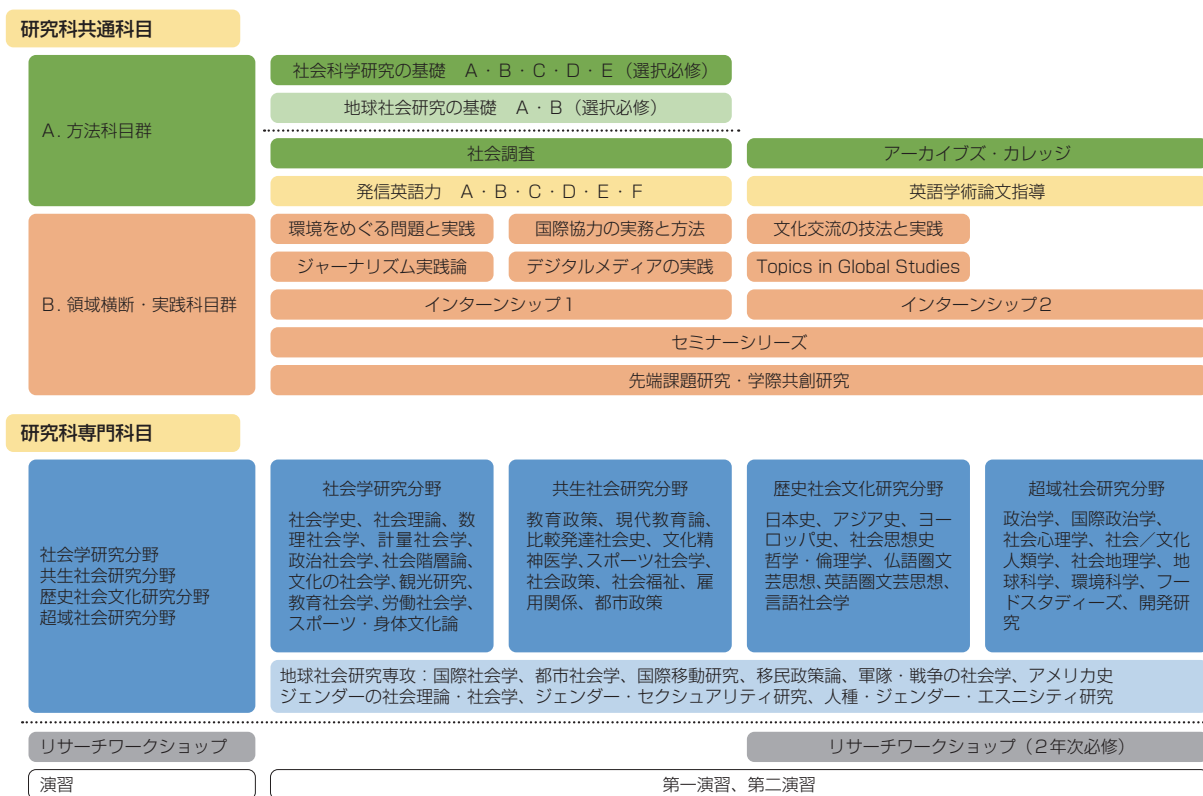 研究科共通科目
A. 方法科目群
社会科学研究の基礎　A・B・C・D・E（選択必修）
地球社会研究の基礎　A・B（選択必修）
社会調査
アーカイブズ・カレッジ
発信英語力　A・B・C・D・E・F
英語学術論文指導
B. 領域横断・実践科目群
環境をめぐる問題と実践
国際協力の実務と方法
文化交流の技法と実践
ジャーナリズム実践論
デジタルメディアの実践
Topics in Global Studies
インターンシップ1
インターンシップ2
セミナーシリーズ
先端課題研究・学際共創研究
研究科専門科目
社会学研究分野
共生社会研究分野
歴史社会文化研究分野
超域社会研究分野
社会学研究分野
社会学史、社会理論、数
理社会学、計量社会学、
政治社会学、社会階層論、
文化の社会学、観光研究、
教育社会学、労働社会学、
スポーツ・身体文化論
共生社会研究分野
教育政策、現代教育論、
比較発達社会史、文化精
神医学、スポーツ社会学、
社会政策、社会福祉、雇
用関係、都市政策
歴史社会文化研究分野
日本史、アジア史、ヨー
ロッパ史、社会思想史
哲学・倫理学、仏語圏文
芸思想、英語圏文芸思想、
言語社会学
超域社会研究分野
政治学、国際政治学、
社会心理学、社会／文化
人類学、社会地理学、地
球科学、環境科学、フー
ドスタディーズ、開発研
究
地球社会研究専攻：国際社会学、都市社会学、国際移動研究、移民政策論、軍隊・戦争の社会学、アメリカ史
ジェンダーの社会理論・社会学、ジェンダー・セクシュアリティ研究、人種・ジェンダー・エスニシティ研究
リサーチワークショップ
リサーチワークショップ（2年次必修）
演習
第一演習、第二演習